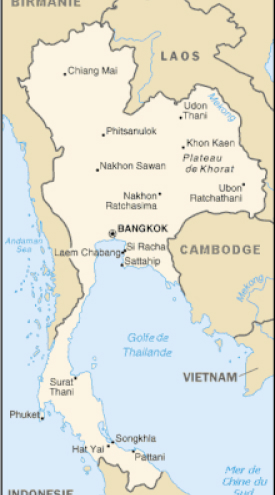 BIRMANIE
LAOS
Chiang Mai
Udon
Thani
Mekong
Phitsanulok
Khon Kaen
Plateau
de Khorat
Nakhon Sawan
Nakhon
Ratchasima
Ubon
Ratchathani
BANGKOK
Si Racha
Laem Chabang
Sattahip
CAMBODGE
Andaman
Sea
Mekong
Golfe de
Thaïlande
VIETNAM
Surat
Thani
Phuket
Songkhla
Hat Yai
Pattani
Mer de
Chine du
Sud
INDONESIE